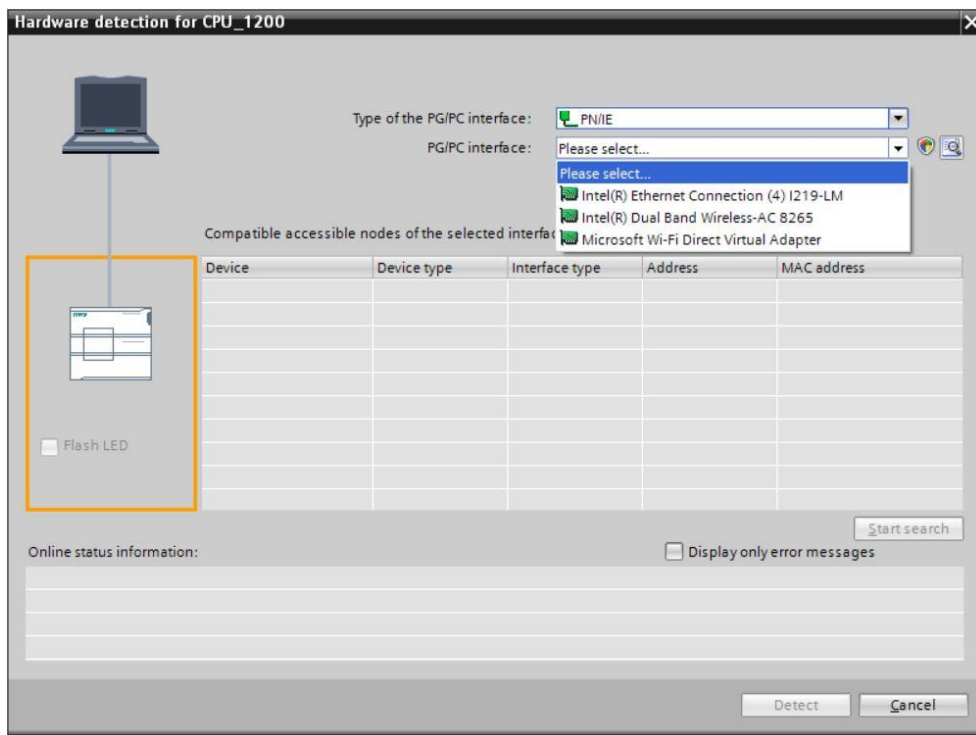 Hardware detection for CPU_1200
Type of the PG/PC interface: PN/IE
PG/PC interface: Please select...
Please select...
Intel(R) Ethernet Connection (4) I219-LM
Intel(R) Dual Band Wireless-AC 8265
Microsoft Wi-Fi Direct Virtual Adapter
Compatible accessible nodes of the selected
Device Device type Interface type Address MAC address
Flash LED
Start search
Online status information: Display only error messages
Detect Cancel